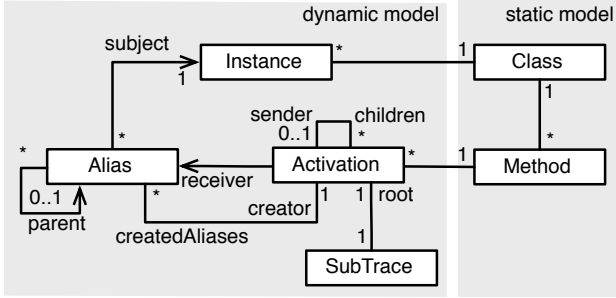 dynamic model
static model
subject
1
Instance
*
1
Class
*
sender
0..1
children
*
1
*
*
Alias
receiver
Activation
*
1
Method
0..1
parent
*
createdAliases
creator
1
1
root
1
SubTrace